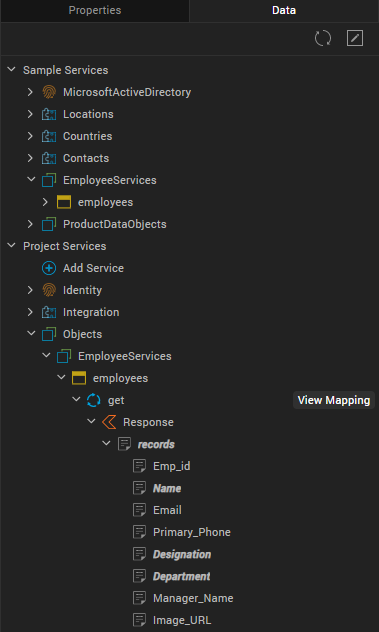 Properties Data
Sample Services
MicrosoftActiveDirectory
Locations
Countries
Contacts
EmployeeServices
employees
ProductDataObjects
Project Services
Add Service
Identity
Integration
Objects
EmployeeServices
employees
get View Mapping
Response
records
Emp_id
Name
Email
Primary_Phone
Designation
Department
Manager_Name
Image_URL